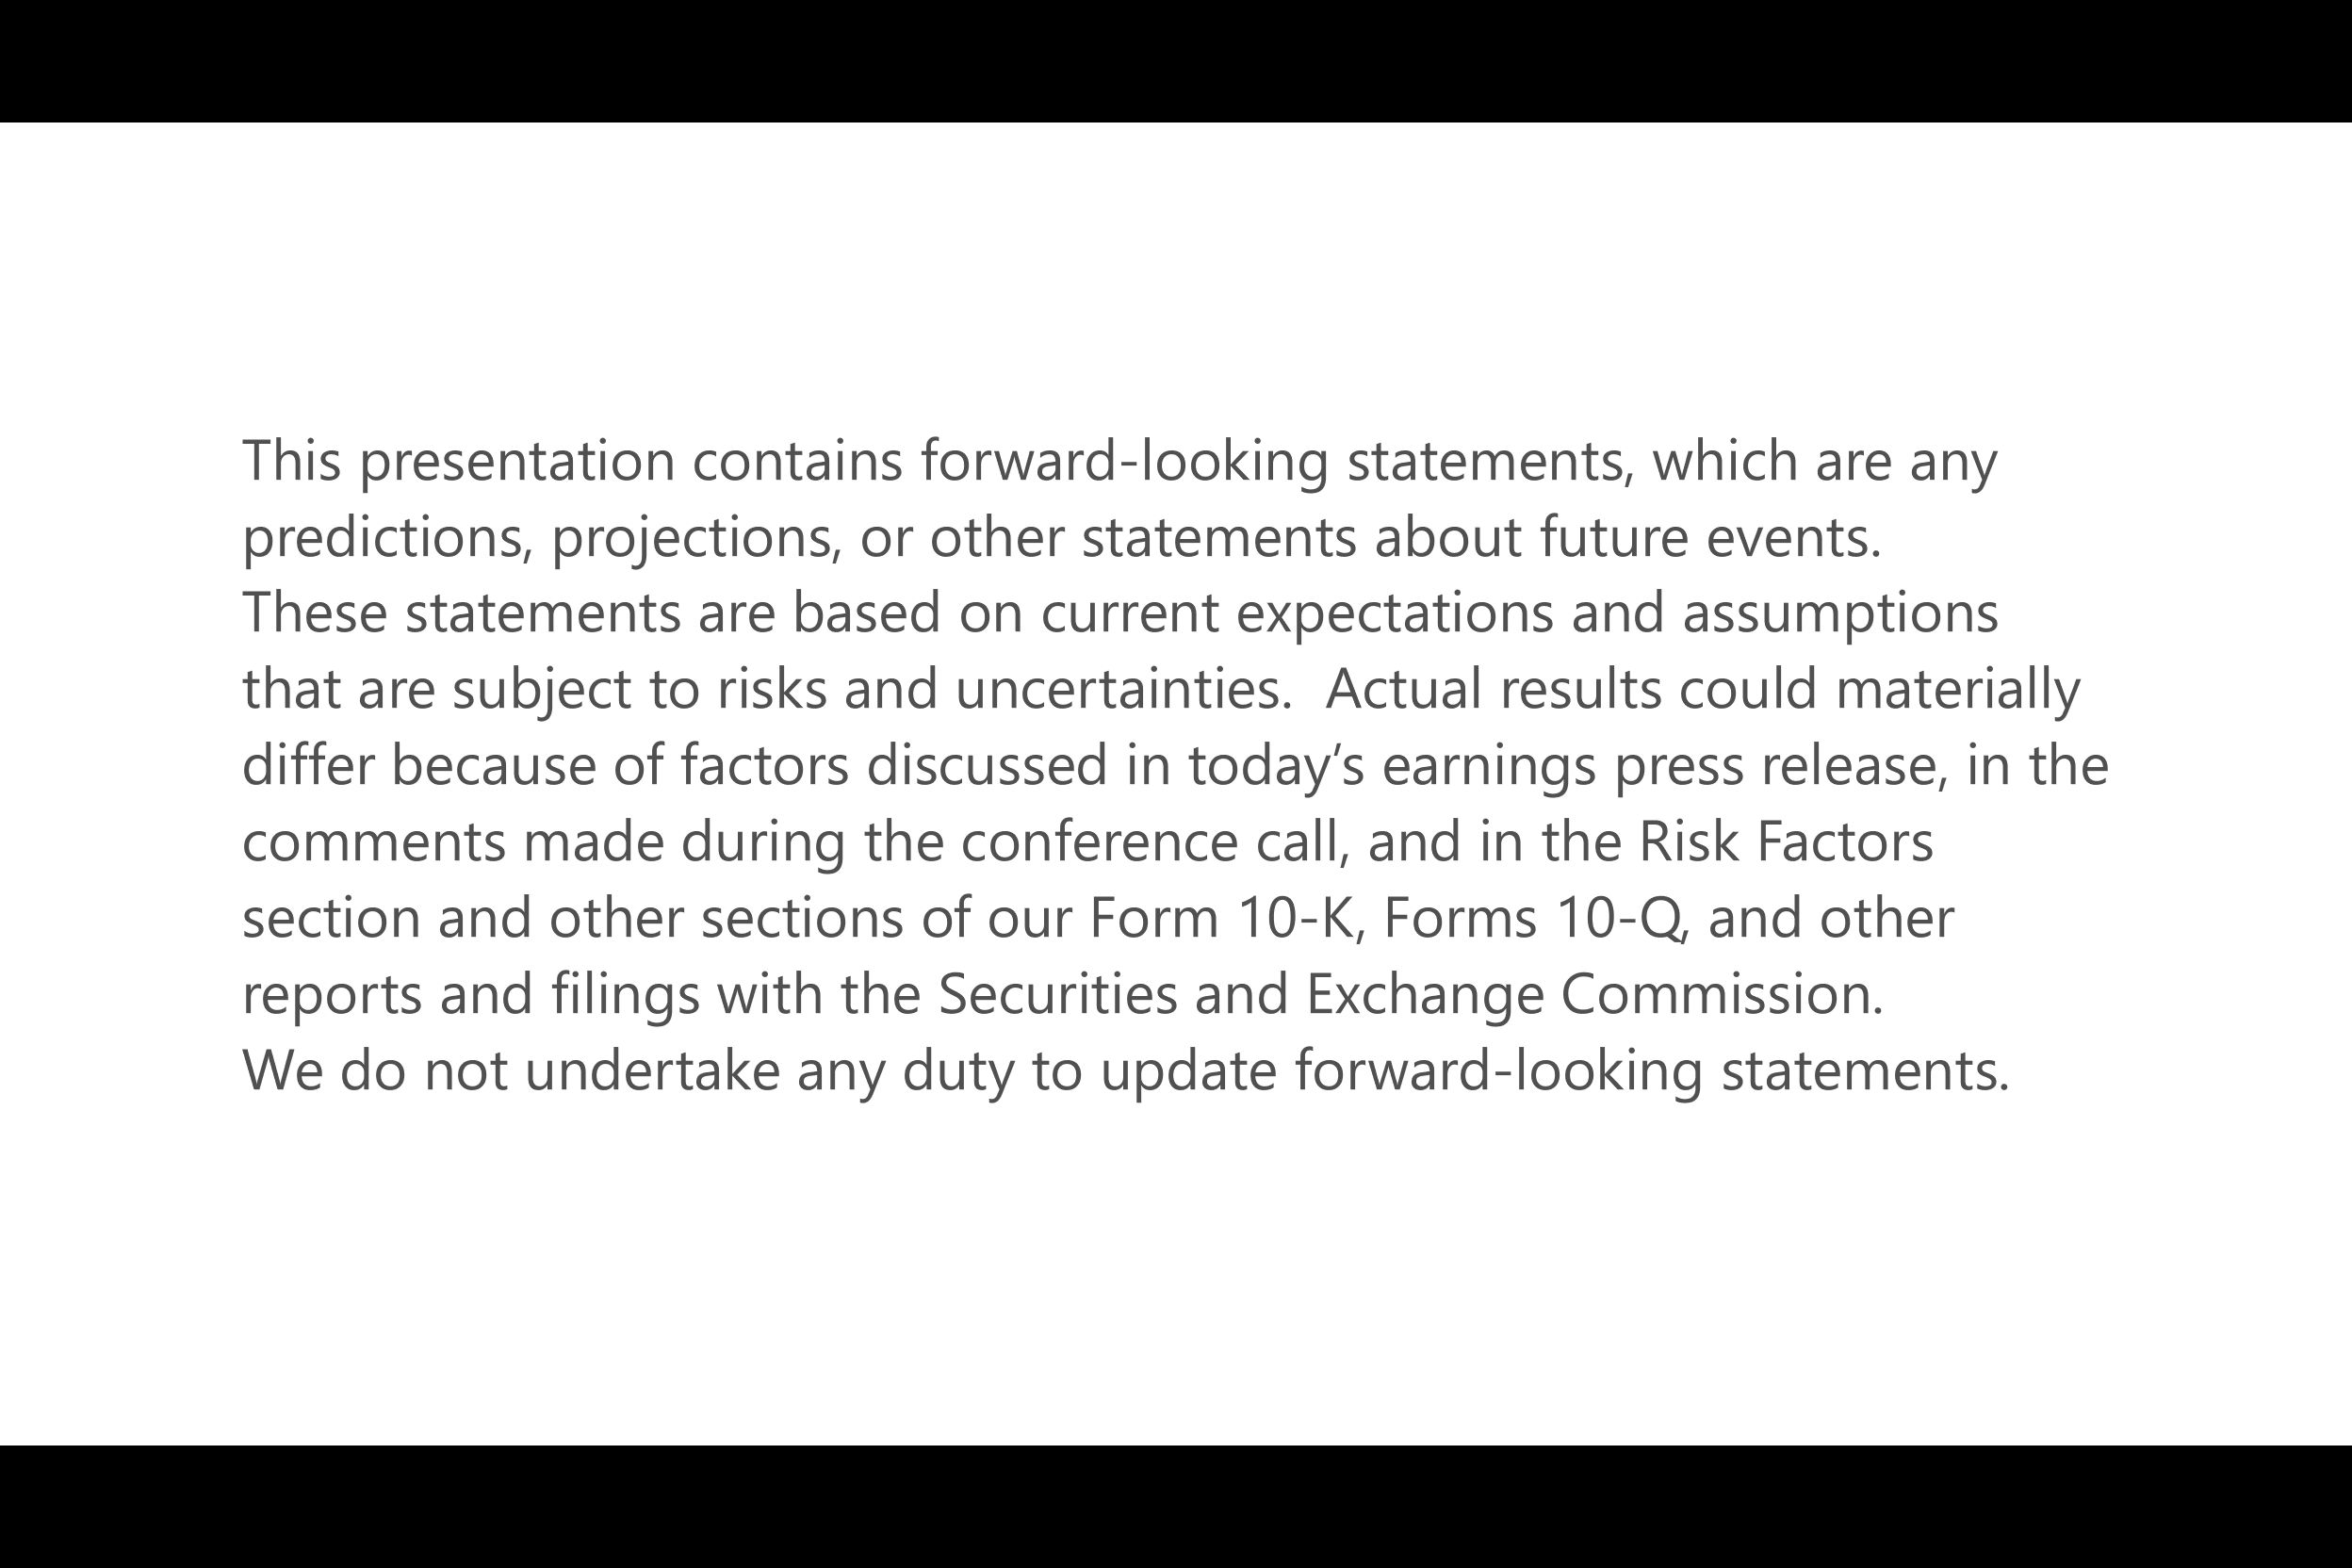 This presentation contains forward-looking statements, which are any
predictions, projections, or other statements about future events.
These statements are based on current expectations and assumptions
that are subject to risks and uncertainties.  Actual results could materially
differ because of factors discussed in today‘s earnings press release, in the
comments made during the conference call, and in the Risk Factors
section and other sections of our Form 10-K, Forms 10-Q, and other
reports and filings with the Securities and Exchange Commission.
We do not undertake any duty to update forward-looking statements.